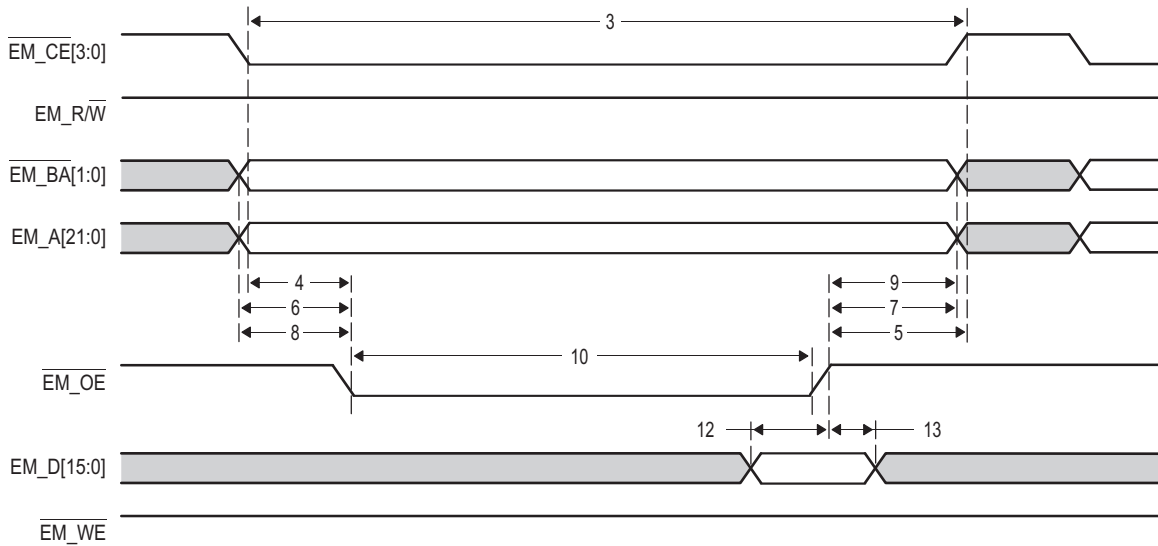 3
EM_CE[3:0]
EM_R/W
EM_BA[1:0]
EM_A[21:0]
4 9
6 7
8 5
10
EM_OE
12 13
EM_D[15:0]
EM_WE